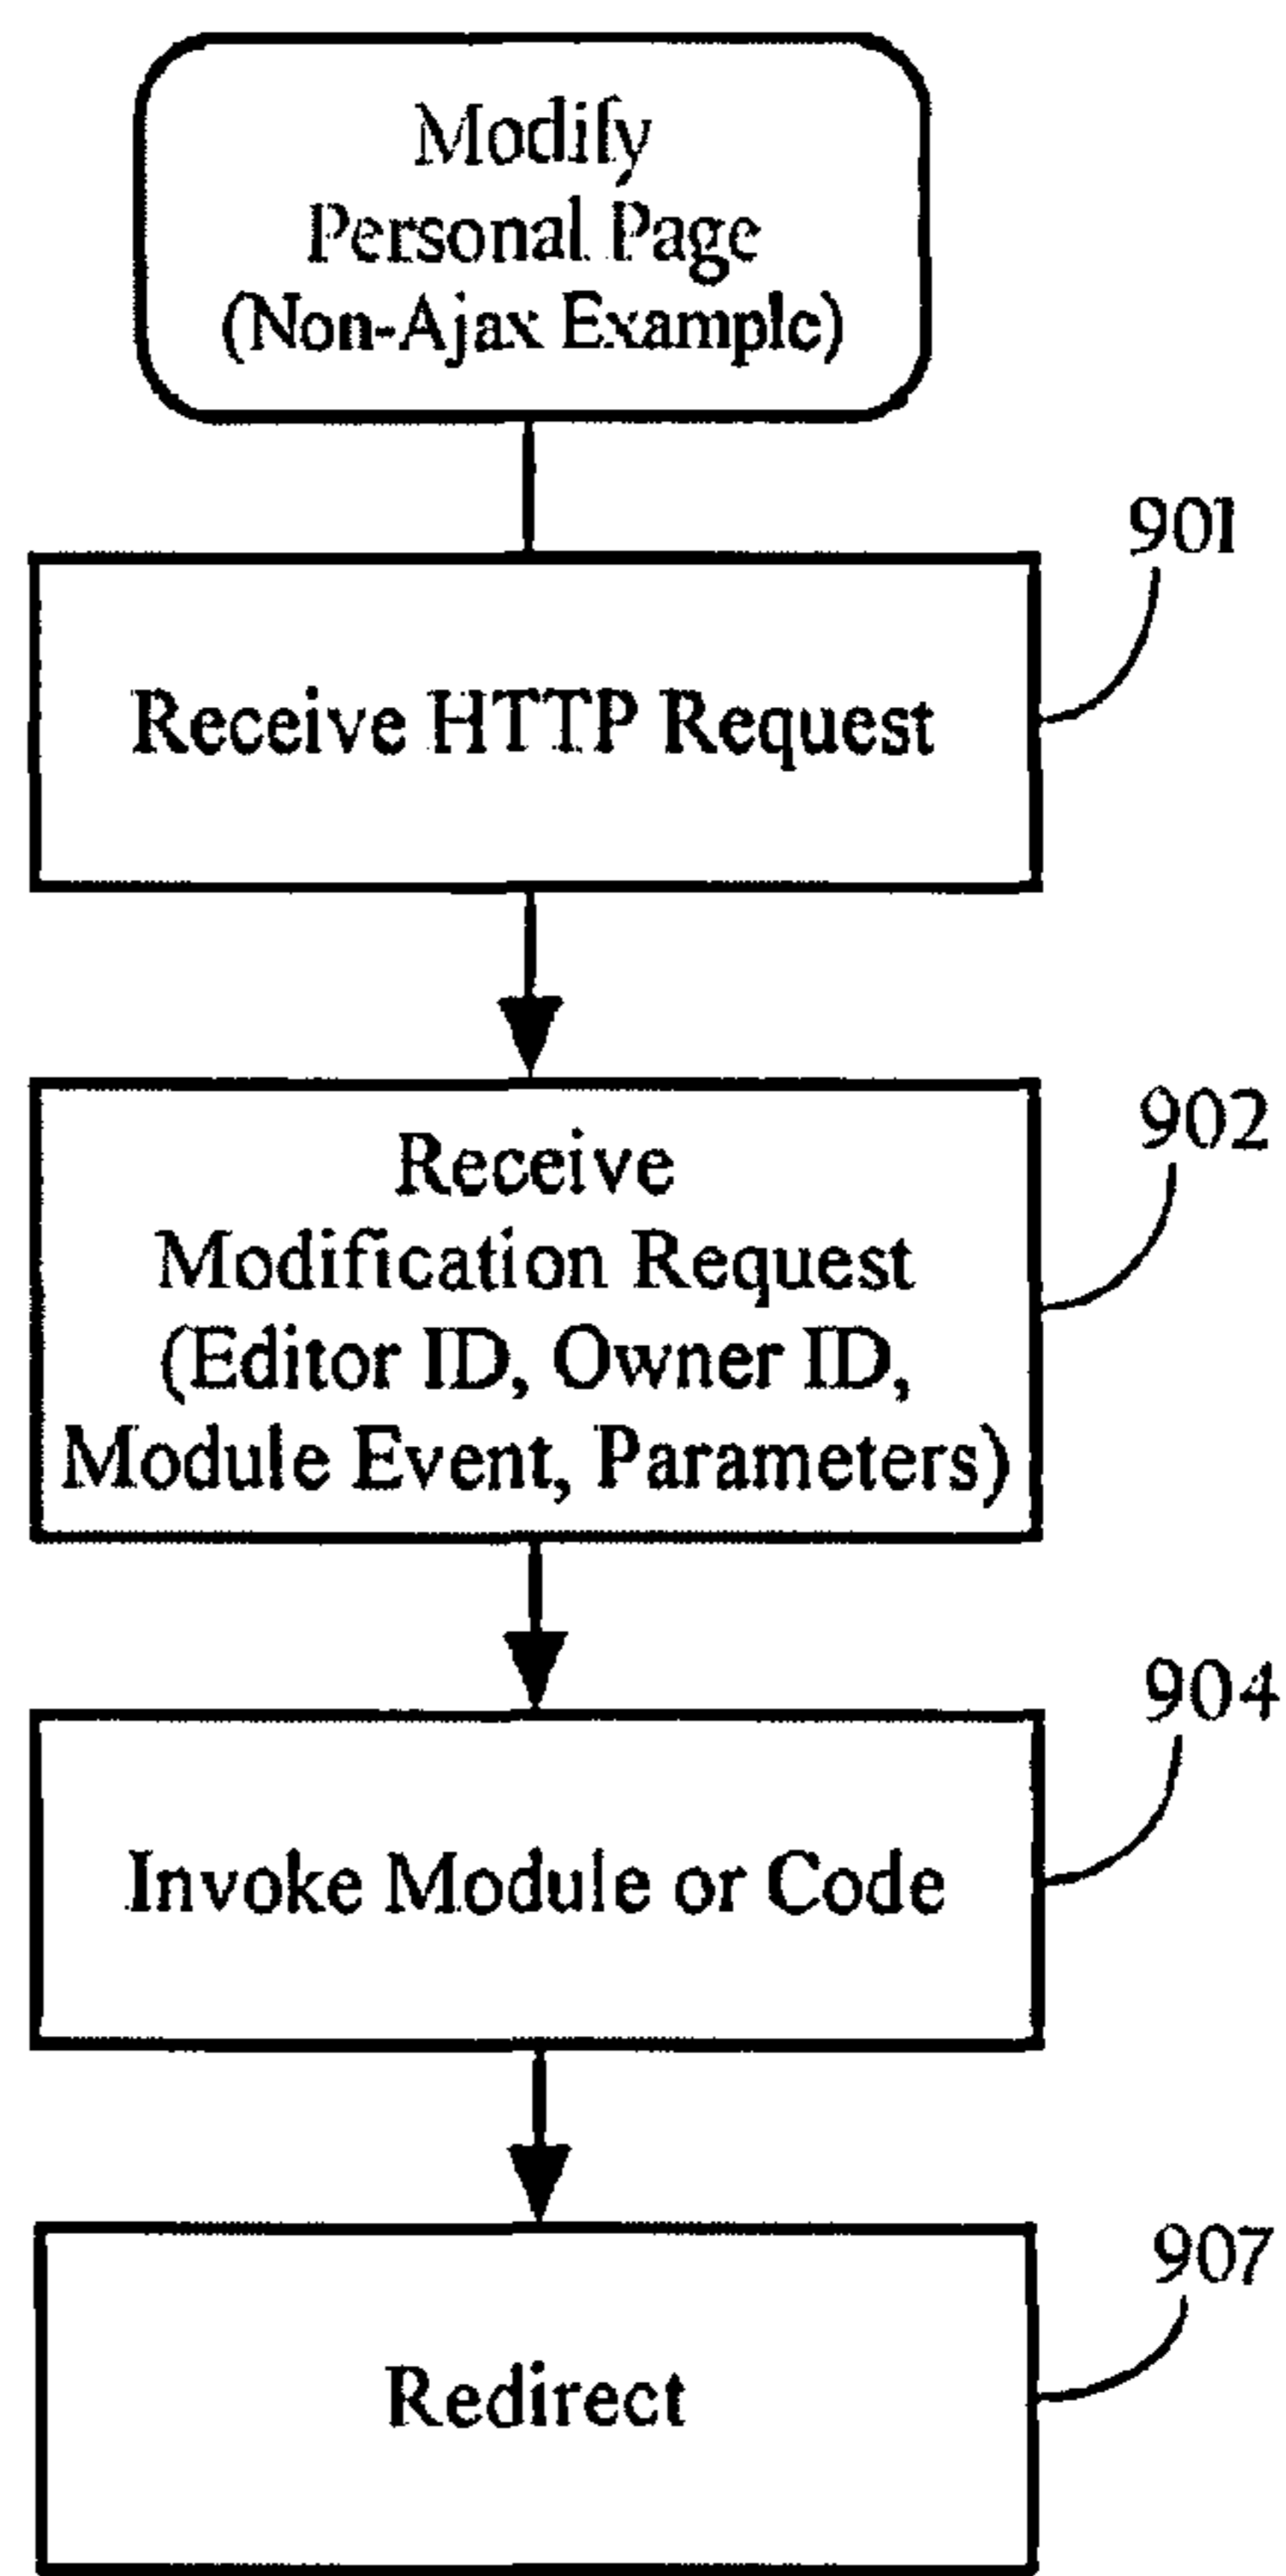 Modify
Personal Page
(Non-Ajax Example)
901
Receive HTTP Request
902
Receive
Modification Request
(Editor ID, Owner ID,
Module Event, Parameters)
904
Invoke Module or Code
907
Redirect